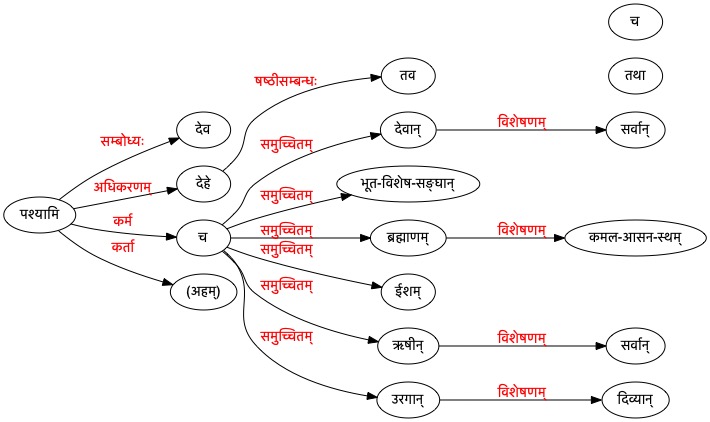 च
षष्ठीसम्बन्धः तव तथा
सम्बोध्यः देव समुच्चितम् देवान् विशेषणम् सर्वान्
अधिकरणम् देहे समुच्चितम् भूत-विशेष-सङ्घान्
पश्यामि कर्म च समुच्चितम् ब्रह्माणम् विशेषणम् कमल-आसन-स्थम्
कर्ता (अहम्) समुच्चितम् ईशम्
समुच्चितम् ऋषीन् विशेषणम् सर्वान्
समुच्चितम् उरगान् विशेषणम् दिव्यान्